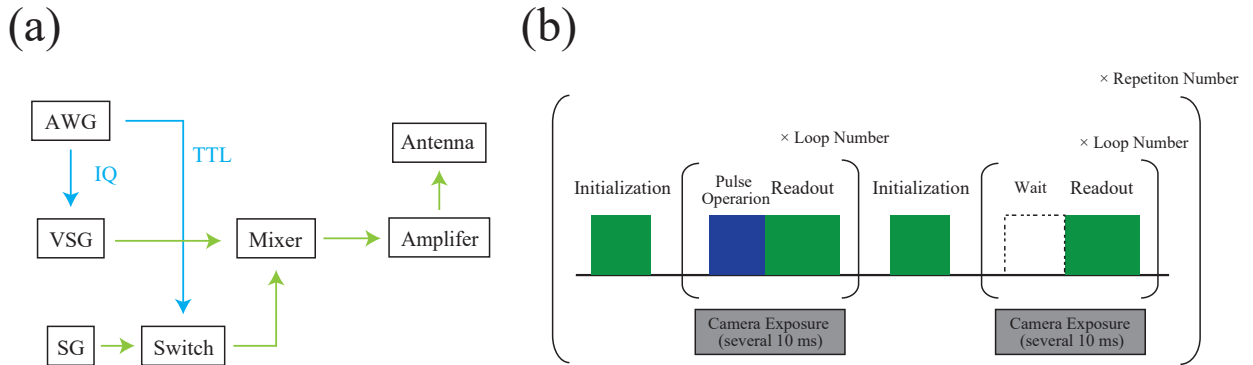 (a)
AWG
IQ
TTL
VSG
Mixer
Antenna
Amplifer
SG
Switch
(b)
× Repetiton Number
× Loop Number
× Loop Number
Initialization
Pulse
Operarion
Readout
Initialization
Wait
Readout
Camera Exposure
(several 10 ms)
Camera Exposure
(several 10 ms)